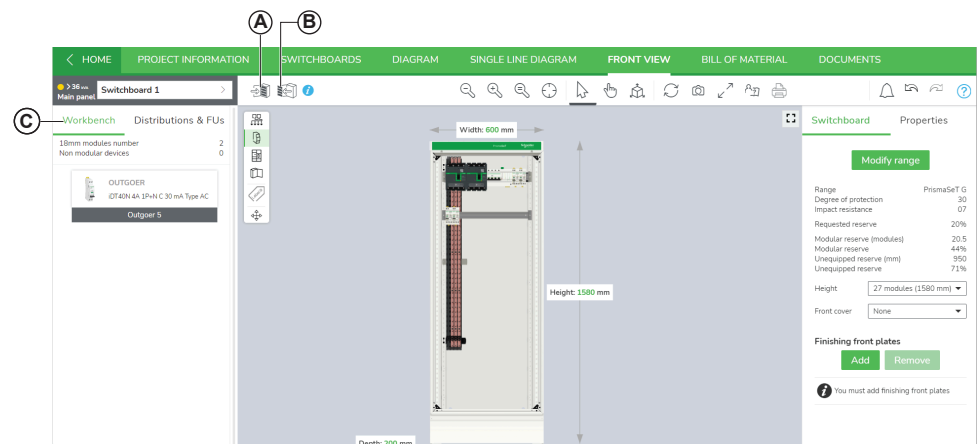 A
B
HOME
PROJECT INFORMATION
SWITCHBOARDS
DIAGRAM
SINGLE LINE DIAGRAM
FRONT VIEW
BILL OF MATERIAL
DOCUMENTS
> 36
Main panel
Switchboard 1
C
Workbench
Distributions & FUs
18mm modules number 2
Non modular devices 0
OUTGOER
iDT40N 4A 1P+N C 30 mA Type AC
Outgoer 5
Width: 600 mm
Height: 1580 mm
Depth: 200 mm
Switchboard
Properties
Modify range
Range PrismaSeT G
Degree of protection 30
Impact resistance 07
Requested reserve 20%
Modular reserve (modules) 20.5
Modular reserve 44%
Unequipped reserve (mm) 950
Unequipped reserve 71%
Height 27 modules (1580 mm)
Front cover None
Finishing front plates
Add
Remove
You must add finishing front plates